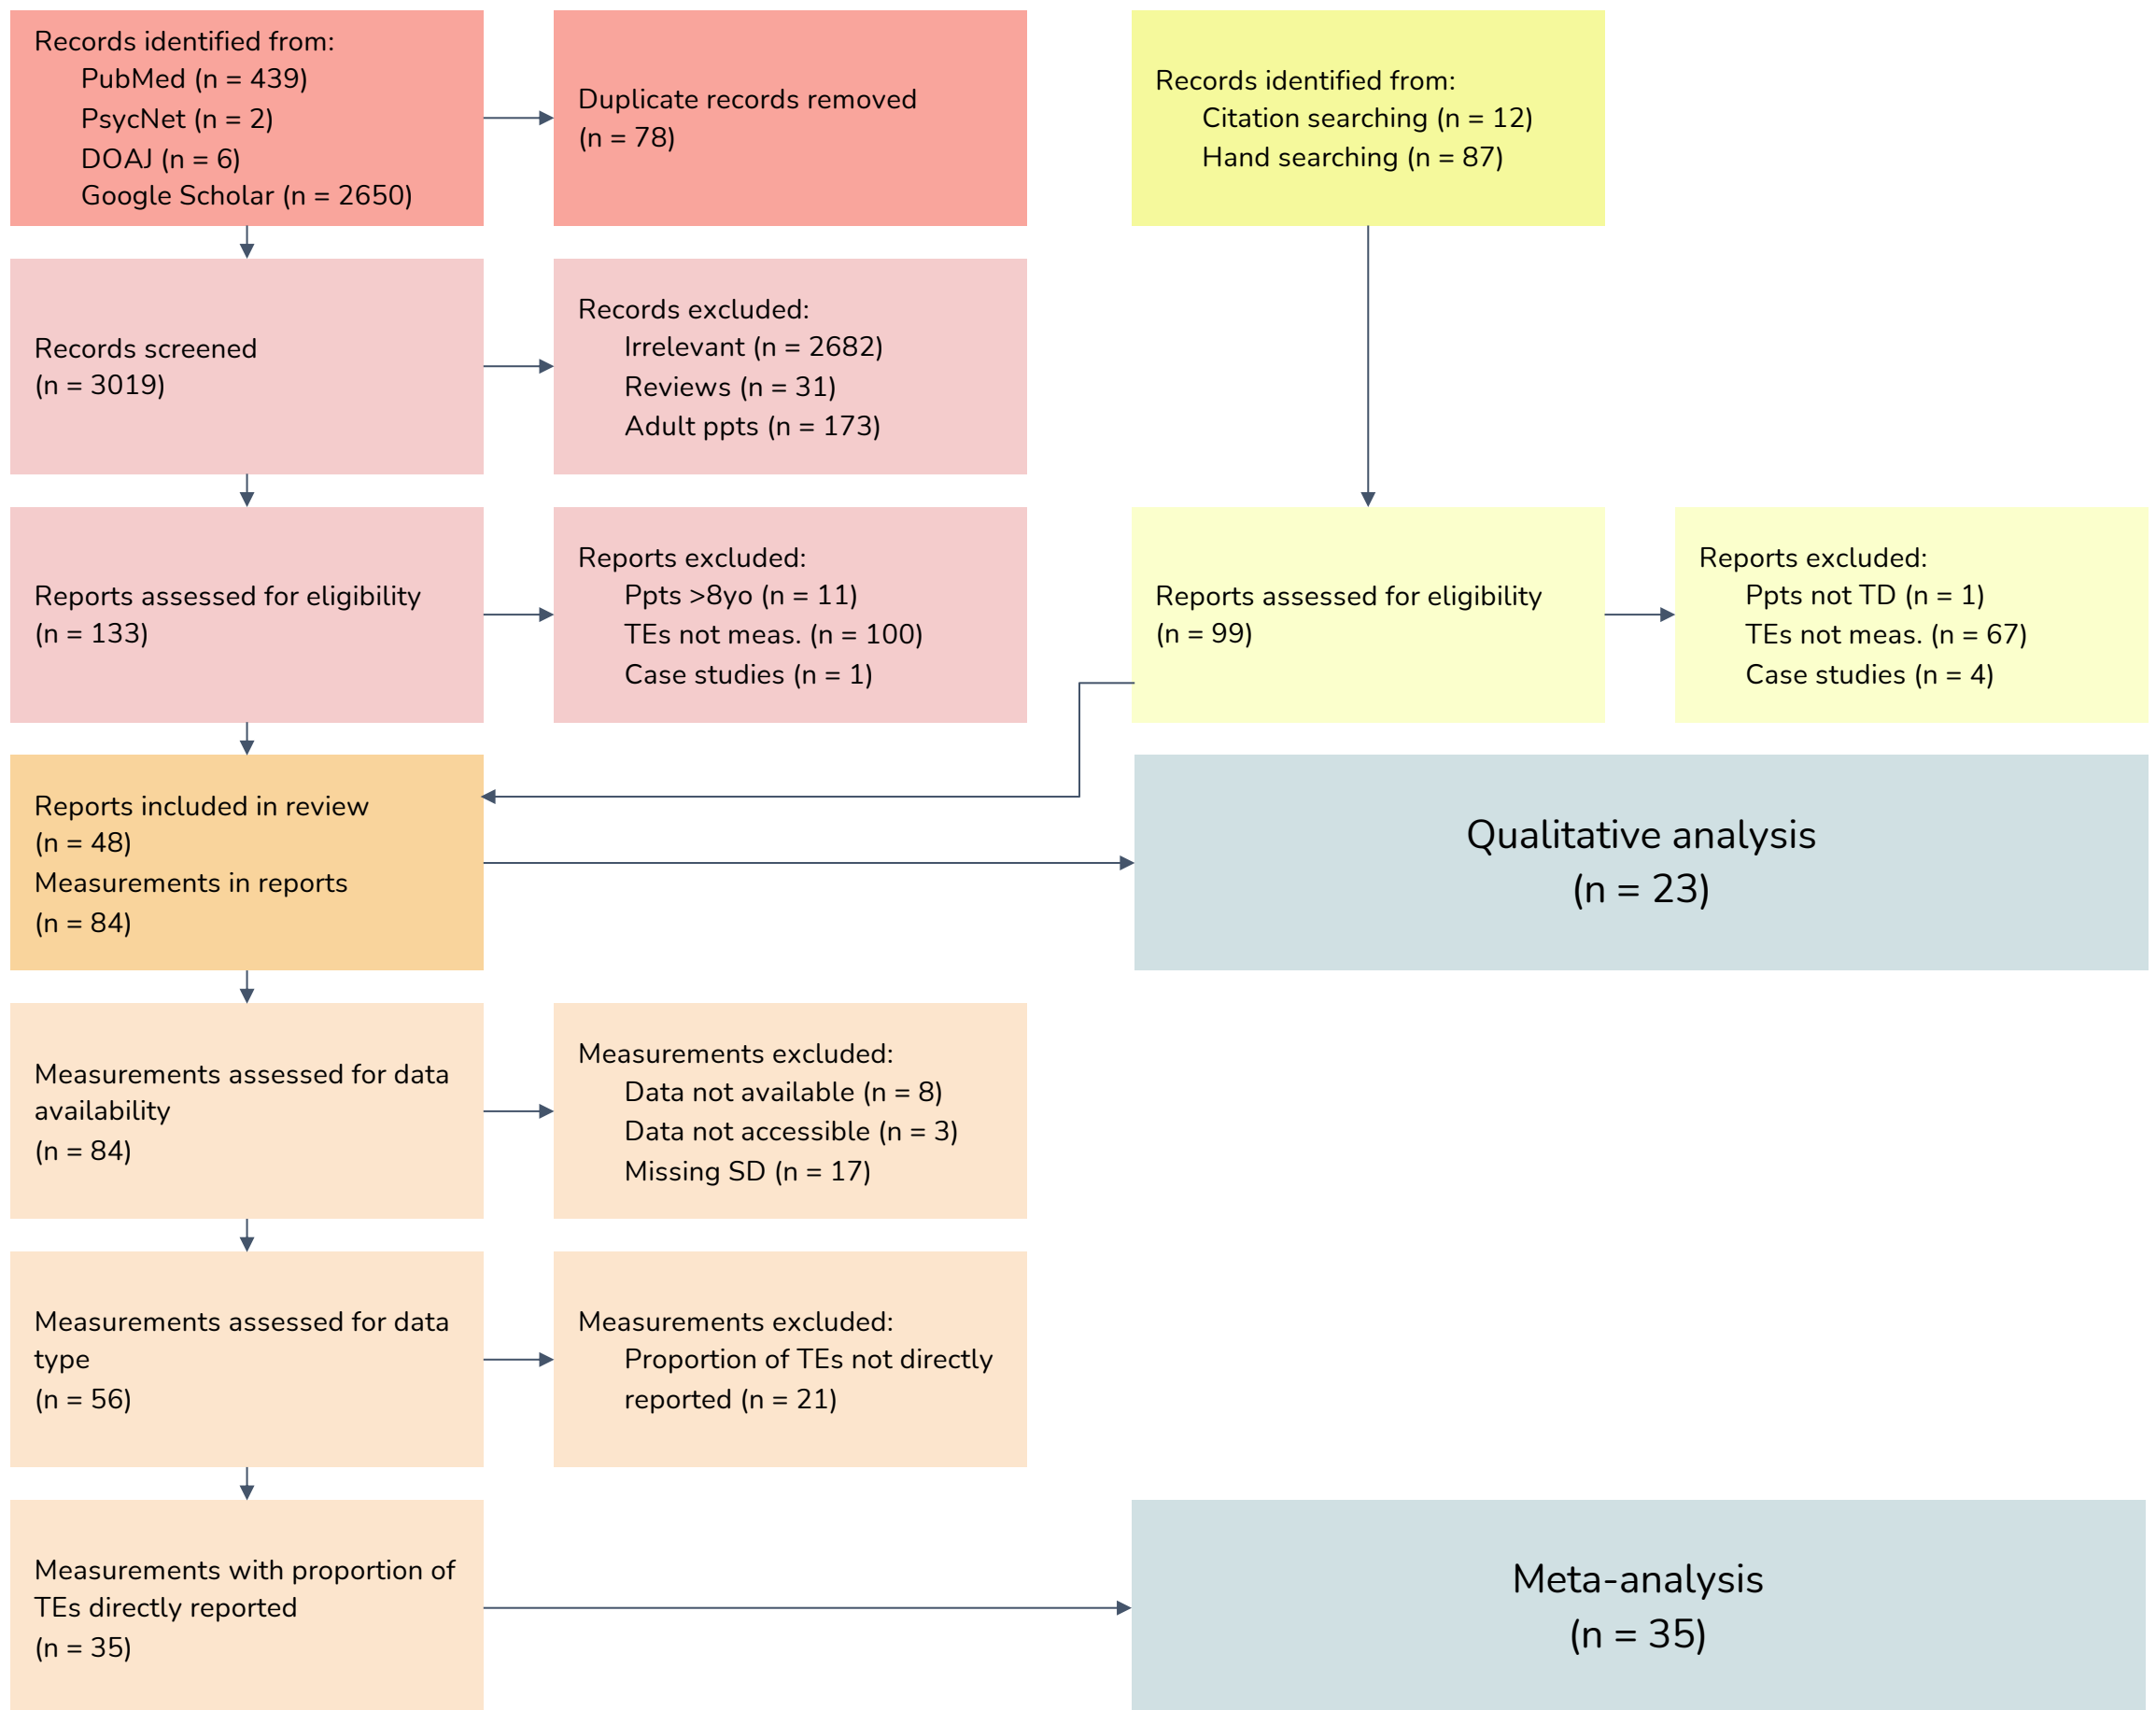 Records identified from:
PubMed (n = 439)
PsycNet (n = 2)
DOAJ (n = 6)
Google Scholar (n = 2650)
Duplicate records removed
(n = 78)
Records identified from:
Citation searching (n = 12)
Hand searching (n = 87)
Records screened
(n = 3019)
Records excluded:
Irrelevant (n = 2682)
Reviews (n = 31)
Adult ppts (n = 173)
Reports assessed for eligibility
(n = 133)
Reports excluded:
Ppts >8yo (n = 11)
TEs not meas. (n = 100)
Case studies (n = 1)
Reports assessed for eligibility
(n = 99)
Reports excluded:
Ppts not TD (n = 1)
TEs not meas. (n = 67)
Case studies (n = 4)
Reports included in review
(n = 48)
Measurements in reports
(n = 84)
Qualitative analysis
(n = 23)
Measurements assessed for data
availability
(n = 84)
Measurements excluded:
Data not available (n = 8)
Data not accessible (n = 3)
Missing SD (n = 17)
Measurements assessed for data
type
(n = 56)
Measurements excluded:
Proportion of TEs not directly
reported (n = 21)
Measurements with proportion of
TEs directly reported
(n = 35)
Meta-analysis
(n = 35)